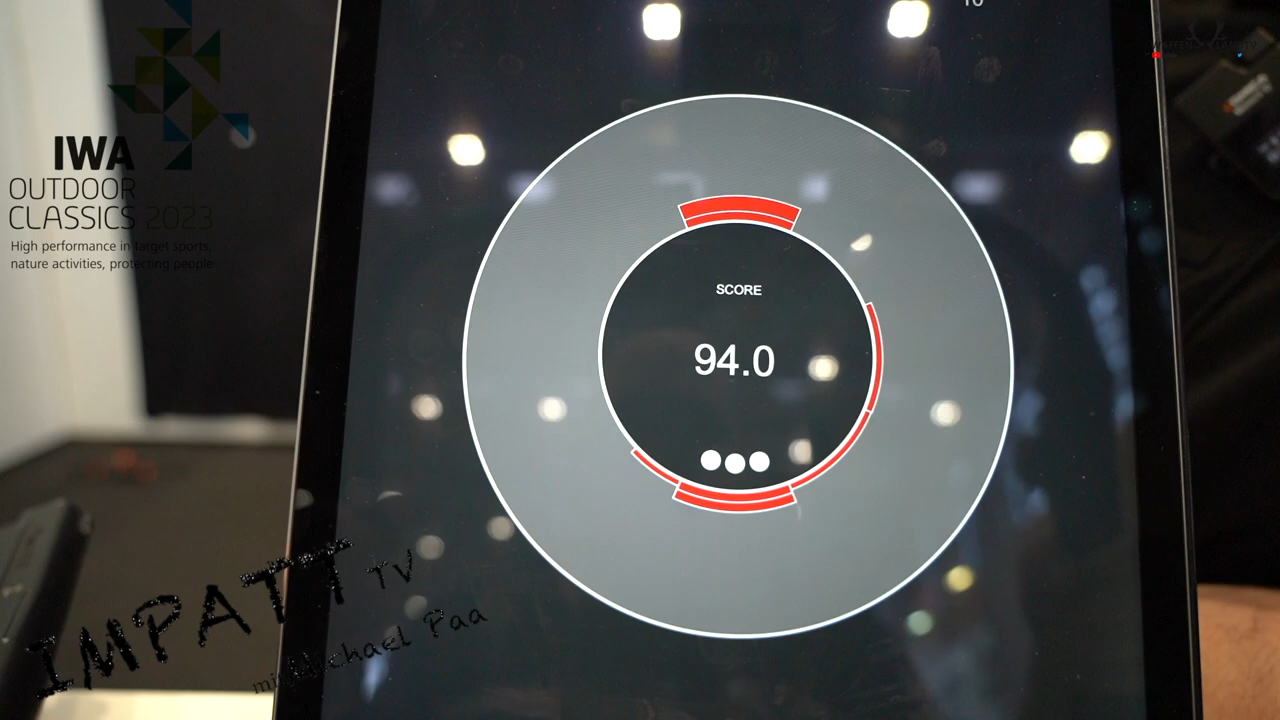 IWA
OUTDOOR
CLASSICS 2023
High performance in target sports,
nature activities, protecting people
SCORE
94.0
IMPATT TV
mit Michael Paa